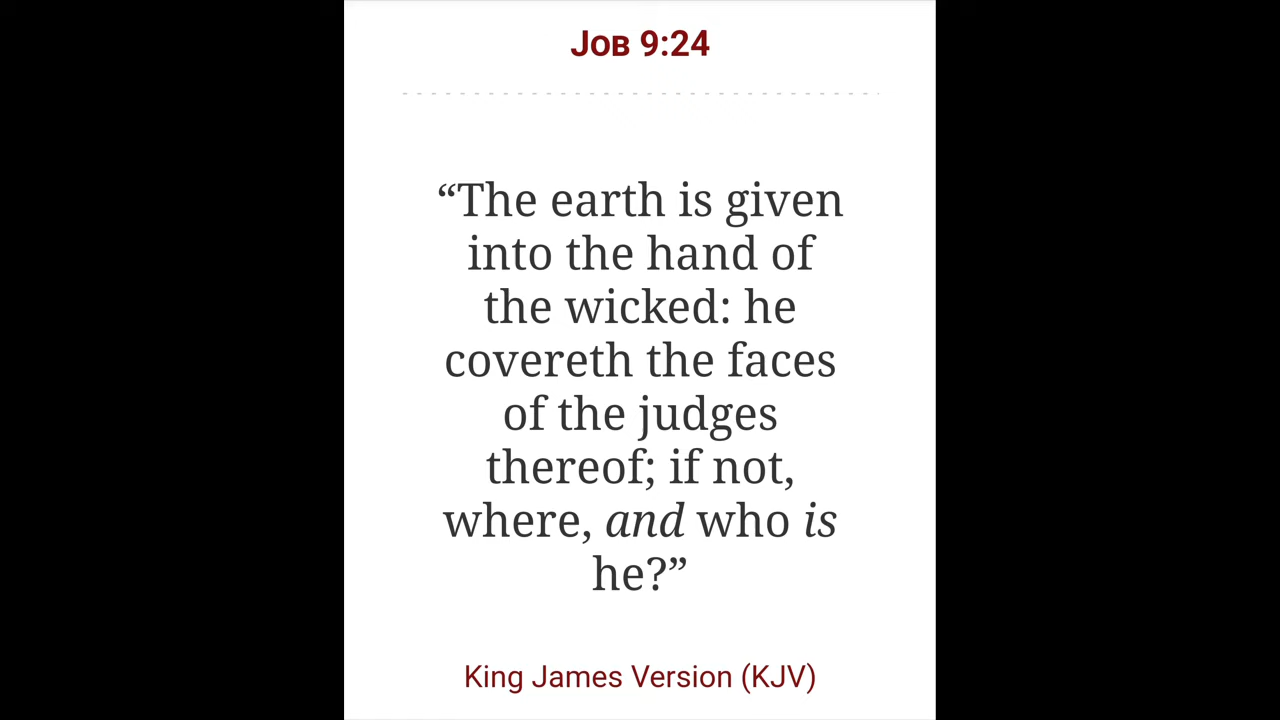 Job 9:24
“The earth is given
into the hand of
the wicked: he
covereth the faces
of the judges
thereof; if not,
where, and who is
he?”
King James Version (KJV)